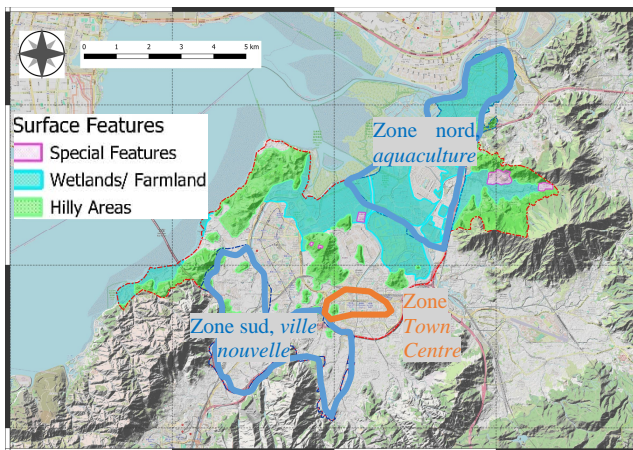 0 1 2 3 4 5 km
Surface Features
Special Features
Wetlands/ Farmland
Hilly Areas
Zone nord,
aquaculture
Zone sud, ville
nouvelle
Zone
Town
Centre